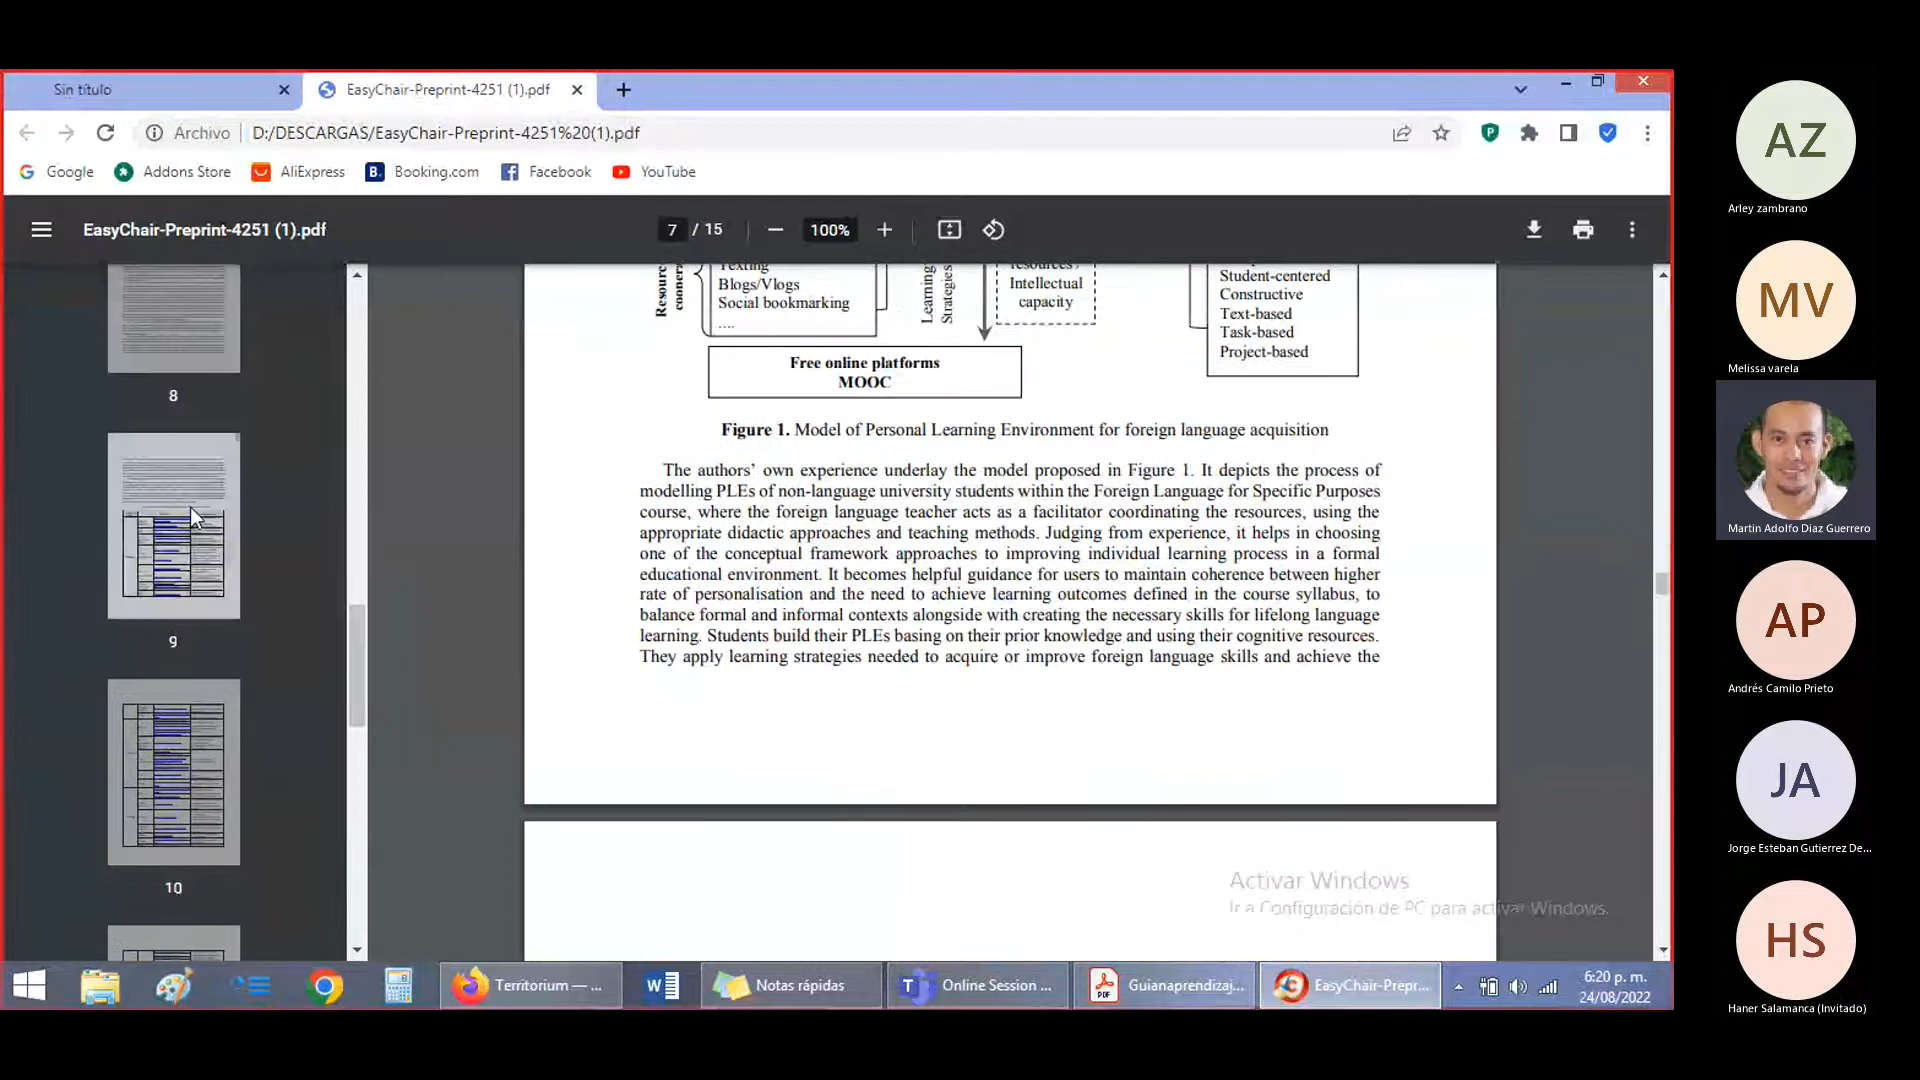 Sin título
EasyChair-Preprint-4251 (1).pdf
Archivo
D:/DESCARGAS/EasyChair-Preprint-4251%20(1).pdf
Google
Addons Store
AliExpress
Booking.com
Facebook
YouTube
EasyChair-Preprint-4251 (1).pdf
7 / 15
100%
8
9
10
Texting
Blogs/Vlogs
Social bookmarking
....
Learning
Strategies
resources /
Intellectual
capacity
Student-centered
Constructive
Text-based
Task-based
Project-based
Free online platforms
MOOC
Figure 1. Model of Personal Learning Environment for foreign language acquisition
The authors’ own experience underlay the model proposed in Figure 1. It depicts the process of
modelling PLEs of non-language university students within the Foreign Language for Specific Purposes
course, where the foreign language teacher acts as a facilitator coordinating the resources, using the
appropriate didactic approaches and teaching methods. Judging from experience, it helps in choosing
one of the conceptual framework approaches to improving individual learning process in a formal
educational environment. It becomes helpful guidance for users to maintain coherence between higher
rate of personalisation and the need to achieve learning outcomes defined in the course syllabus, to
balance formal and informal contexts alongside with creating the necessary skills for lifelong language
learning. Students build their PLEs basing on their prior knowledge and using their cognitive resources.
They apply learning strategies needed to acquire or improve foreign language skills and achieve the
Activar Windows
Ir a Configuración de PC para activar Windows.
Territorium — ...
Notas rápidas
Online Session ...
Guianaprendizaj...
EasyChair-Prepr...
6:20 p. m.
24/08/2022
AZ
Arley zambrano
MV
Melissa varela
Martin Adolfo Diaz Guerrero
AP
Andrés Camilo Prieto
JA
Jorge Esteban Gutierrez De...
HS
Haner Salamanca (Invitado)